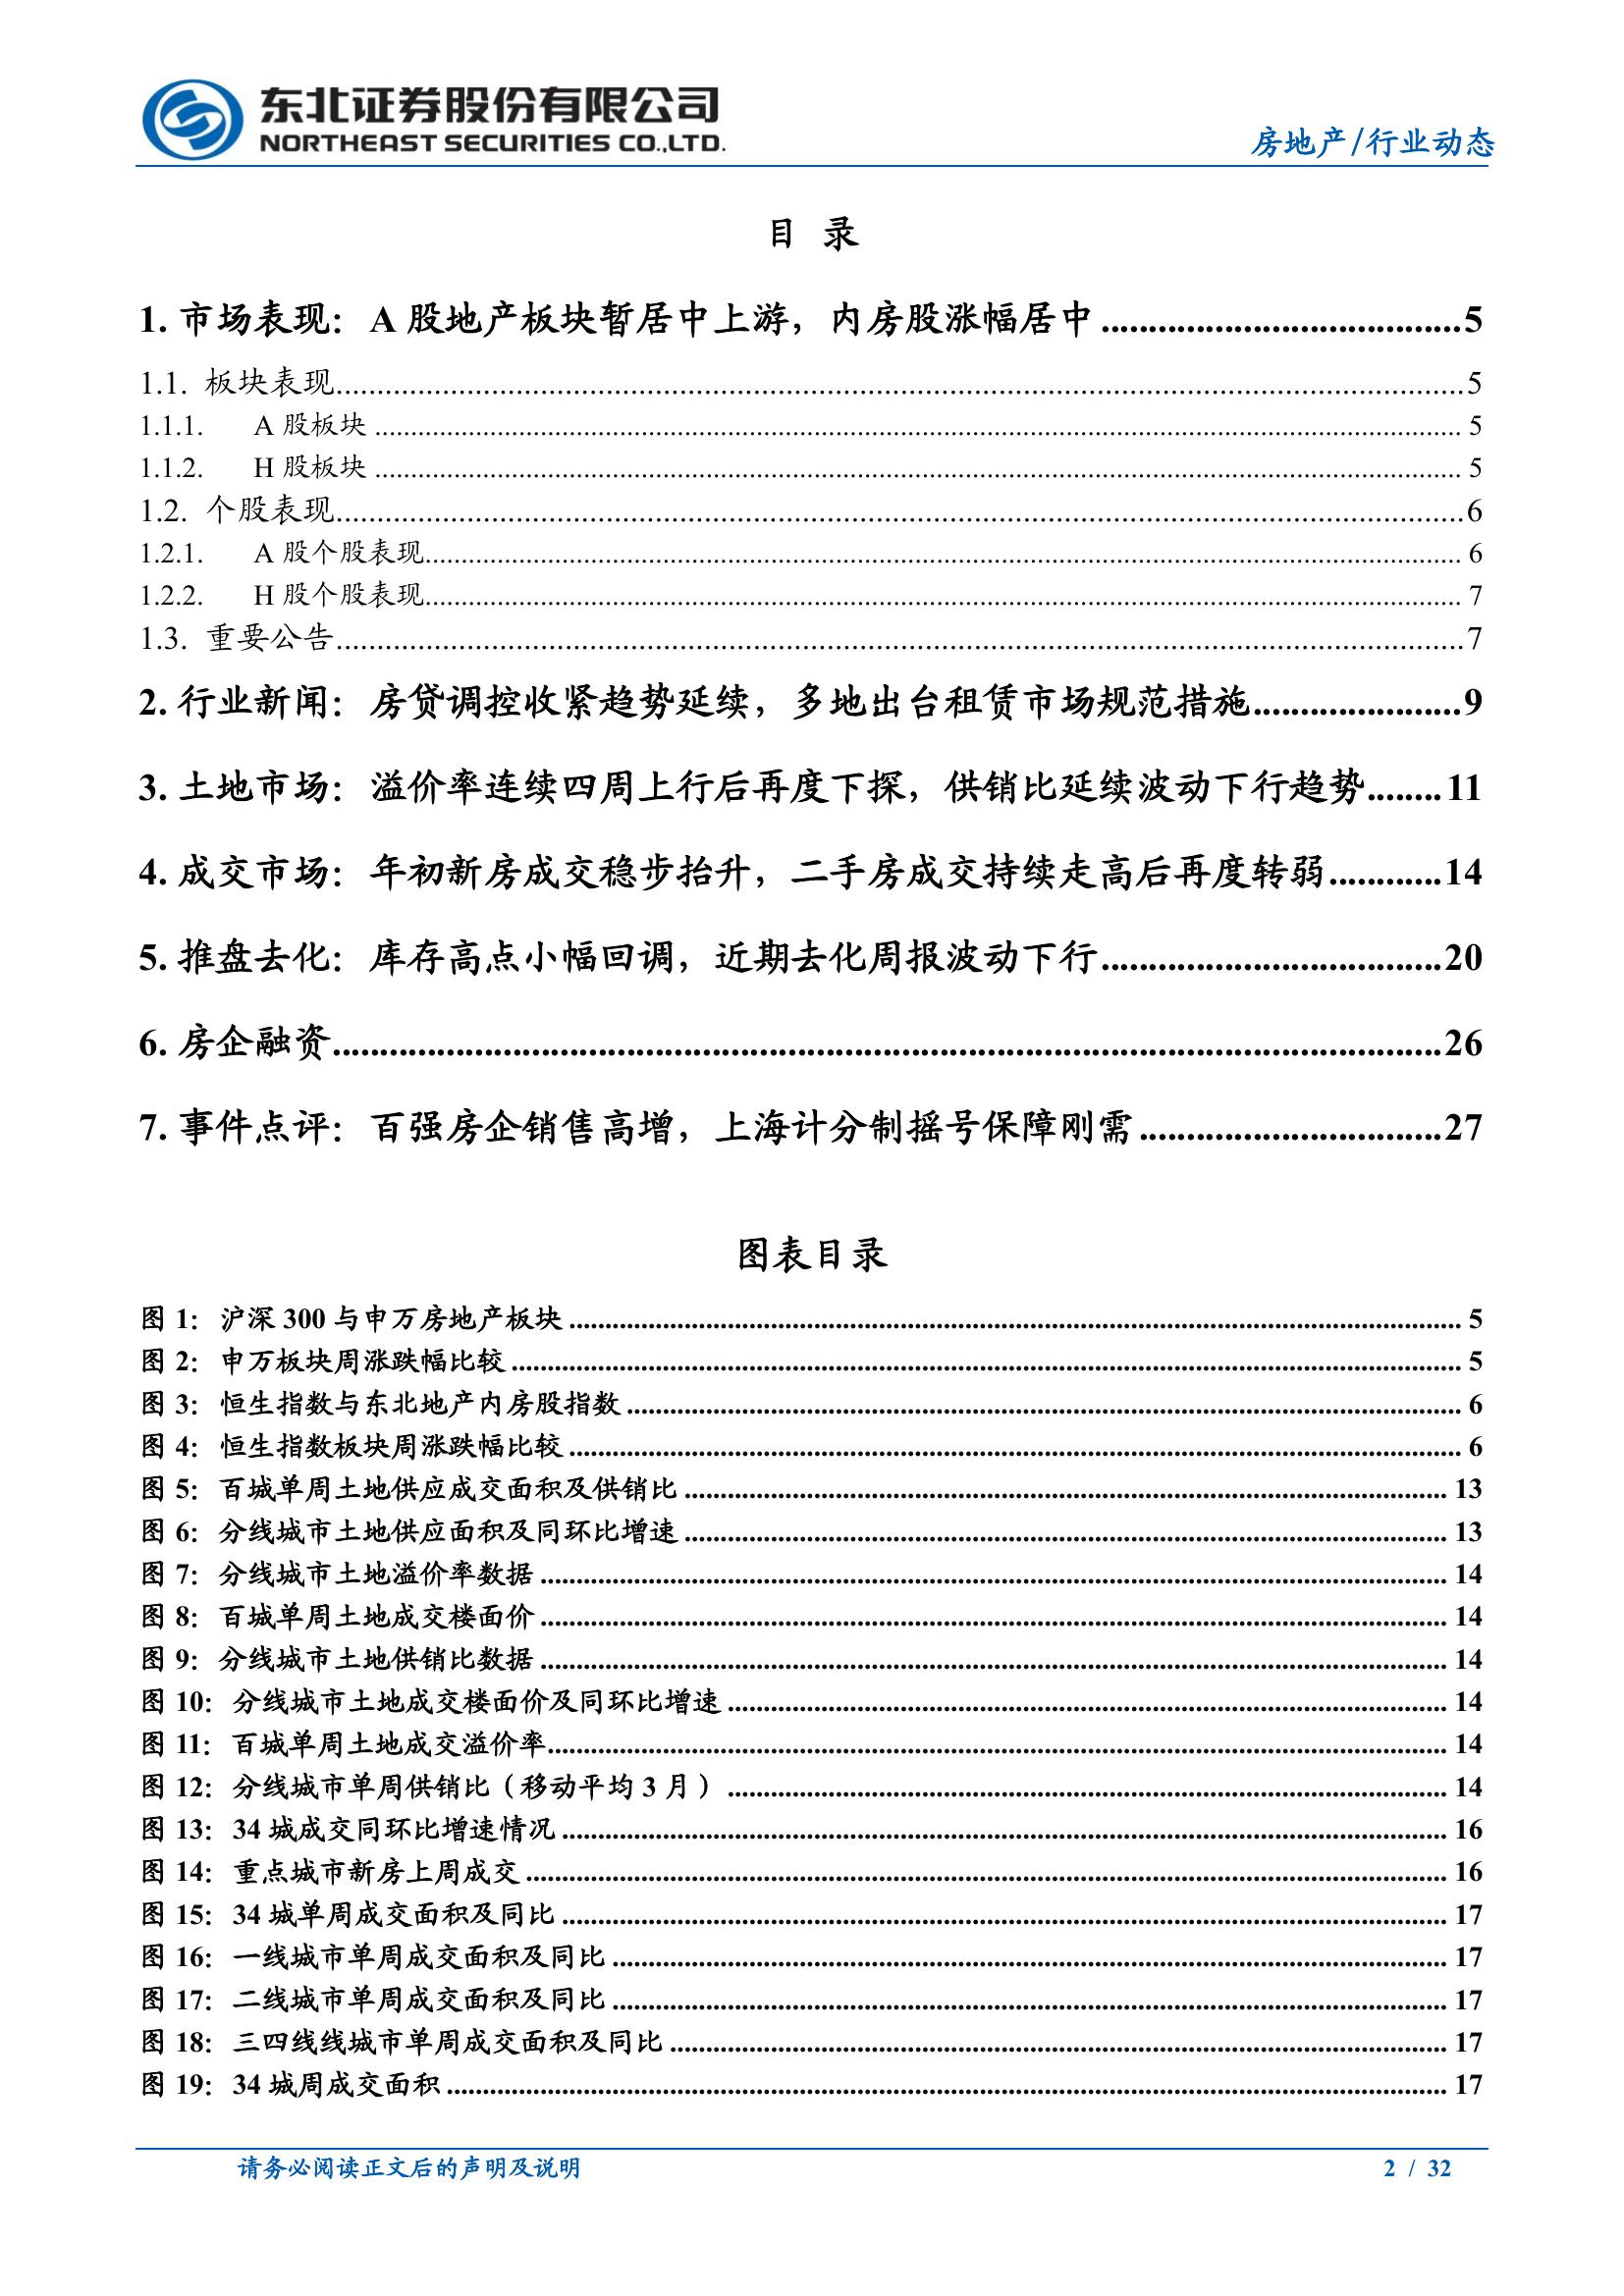 东北证券股份有限公司
NORTHEAST SECURITIES CO.,LTD.
房地产/行业动态
目 录
1. 市场表现：A 股地产板块暂居中上游，内房股涨幅居中......................................5
1.1. 板块表现......................................5
1.1.1. A 股板块......................................5
1.1.2. H 股板块......................................5
1.2. 个股表现......................................6
1.2.1. A 股个股表现......................................6
1.2.2. H 股个股表现......................................7
1.3. 重要公告......................................7
2. 行业新闻：房贷调控收紧趋势延续，多地出台租赁市场规范措施......................9
3. 土地市场：溢价率连续四周上行后再度下探，供销比延续波动下行趋势........11
4. 成交市场：年初新房成交稳步抬升，二手房成交持续走高后再度转弱............14
5. 推盘去化：库存高点小幅回调，近期去化周报波动下行....................................20
6. 房企融资......................................26
7. 事件点评：百强房企销售高增，上海计分制摇号保障刚需................................27
图表目录
图 1：沪深 300 与申万房地产板块......................................5
图 2：申万板块周涨跌幅比较......................................5
图 3：恒生指数与东北地产内房股指数......................................6
图 4：恒生指数板块周涨跌幅比较......................................6
图 5：百城单周土地供应成交面积及供销比......................................13
图 6：分线城市土地供应面积及同环比增速......................................13
图 7：分线城市土地溢价率数据......................................14
图 8：百城单周土地成交楼面价......................................14
图 9：分线城市土地供销比数据......................................14
图 10：分线城市土地成交楼面价及同环比增速......................................14
图 11：百城单周土地成交溢价率......................................14
图 12：分线城市单周供销比（移动平均 3 月）......................................14
图 13：34 城成交同环比增速情况......................................16
图 14：重点城市新房上周成交......................................16
图 15：34 城单周成交面积及同比......................................17
图 16：一线城市单周成交面积及同比......................................17
图 17：二线城市单周成交面积及同比......................................17
图 18：三四线线城市单周成交面积及同比......................................17
图 19：34 城周成交面积......................................17
请务必阅读正文后的声明及说明
2 / 32